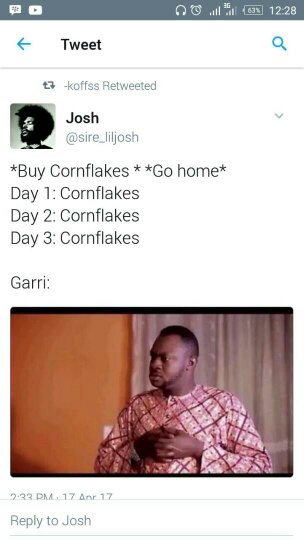 3G
63%
12:28
Tweet
-koffss Retweeted
Josh
@sire_liljosh
*Buy Cornflakes * *Go home*
Day 1: Cornflakes
Day 2: Cornflakes
Day 3: Cornflakes
Garri:
2:33 PM · 17 Apr 17
Reply to Josh